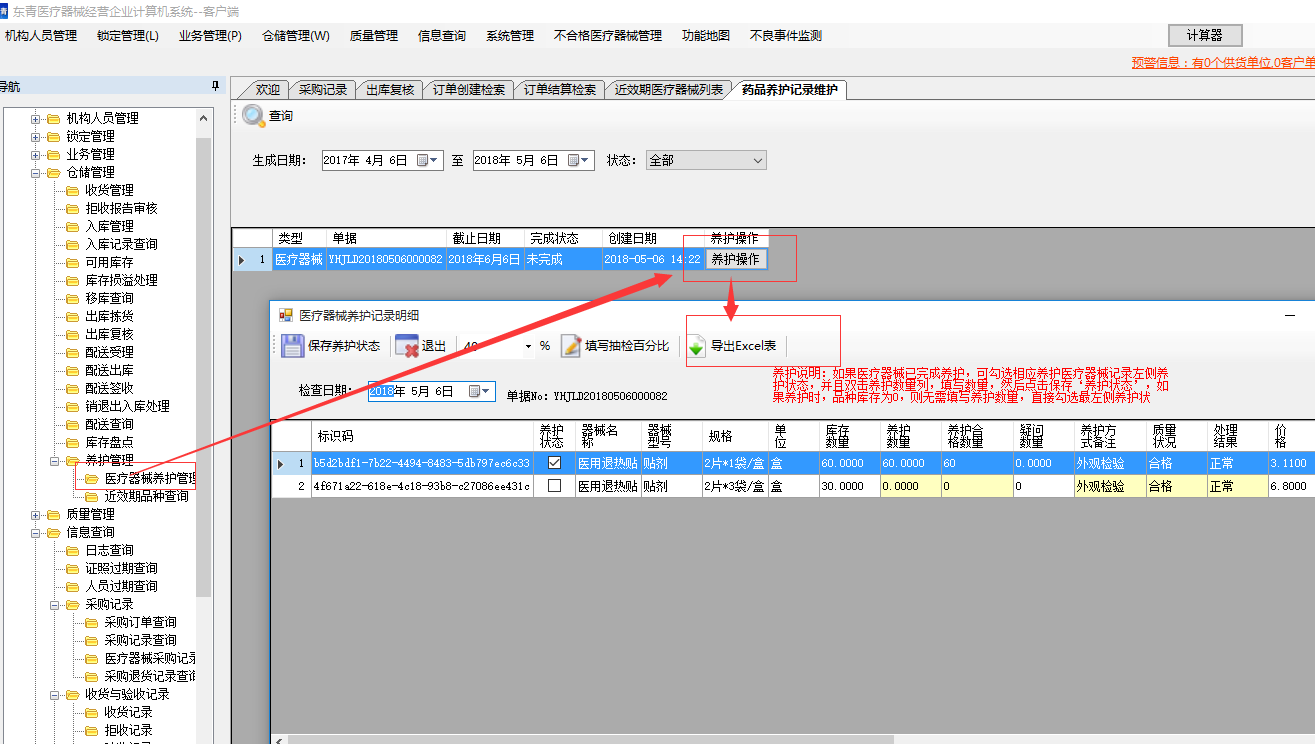 青 东青医疗器械经营企业计算机系统--客户端
机构人员管理 锁定管理(L) 业务管理(P) 仓储管理(W) 质量管理 信息查询 系统管理 不合格医疗器械管理 功能地图 不良事件监测 计算器
预警信息：有0个供货单位,0客户单
导航
欢迎 采购记录 出库复核 订单创建检索 订单结算检索 近效期医疗器械列表 药品养护记录维护
查询
生成日期： 2017年 4月 6日 至 2018年 5月 6日 状态： 全部
机构人员管理
锁定管理
业务管理
仓储管理
收货管理
拒收报告审核
入库管理
入库记录查询
可用库存
库存损溢处理
移库查询
出库拣货
出库复核
配送受理
配送出库
配送签收
销退出入库处理
配送查询
库存盘点
养护管理
医疗器械养护管理
近效期品种查询
质量管理
信息查询
日志查询
证照过期查询
人员过期查询
采购记录
采购订单查询
采购记录查询
医疗器械采购记录
采购退货记录查询
收货与验收记录
收货记录
拒收记录
类型 单据 截止日期 完成状态 创建日期 养护操作
1 医疗器械 YHJLD20180506000082 2018年6月6日 未完成 2018-05-06 14:22 养护操作
医疗器械养护记录明细
保存养护状态 退出 40 % 填写抽检百分比 导出Excel表
检查日期： 2018年 5月 6日 单据No：YHJLD20180506000082
养护说明：如果医疗器械已完成养护，可勾选相应养护医疗器械记录左侧养
护状态，并且双击养护数量列，填写数量，然后点击保存‘养护状态’，如
果养护时，品种库存为0，则无需填写养护数量，直接勾选最左侧养护状
标识码 养护状态 器械名称 器械型号 规格 单位 库存数量 养护数量 养护合格数量 疑问数量 养护方式备注 质量状况 处理结果 价格
1 b5d2bdf1-7b22-4494-8483-5db797ec6c33 医用退热贴 贴剂 2片*1袋/盒 盒 60.0000 60.0000 60 0.0000 外观检验 合格 正常 3.1100
2 4f671a22-618e-4c18-93b8-c27086ee431c 医用退热贴 贴剂 2片*3袋/盒 盒 30.0000 0.0000 0 0 外观检验 合格 正常 6.8000